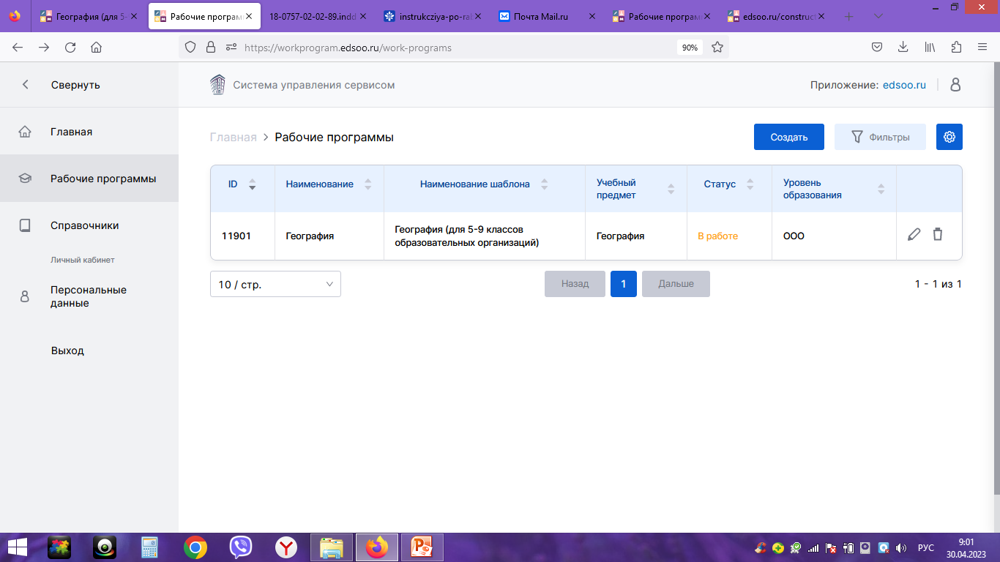 География (для 5-
Рабочие программ
18-0757-02-02-89.indd
instrukcziya-po-ra
Почта Mail.ru
Рабочие програм
edsoo.ru/construct
https://workprogram.edsoo.ru/work-programs
90%
Свернуть
Система управления сервисом
Приложение: edsoo.ru
Главная
Рабочие программы
Справочники
Личный кабинет
Персональные
данные
Выход
Главная > Рабочие программы
Создать
Фильтры
ID
Наименование
Наименование шаблона
Учебный
предмет
Статус
Уровень
образования
11901
География
География (для 5-9 классов
образовательных организаций)
География
В работе
ООО
10 / стр.
Назад
1
Дальше
1 - 1 из 1
РУС
9:01
30.04.2023